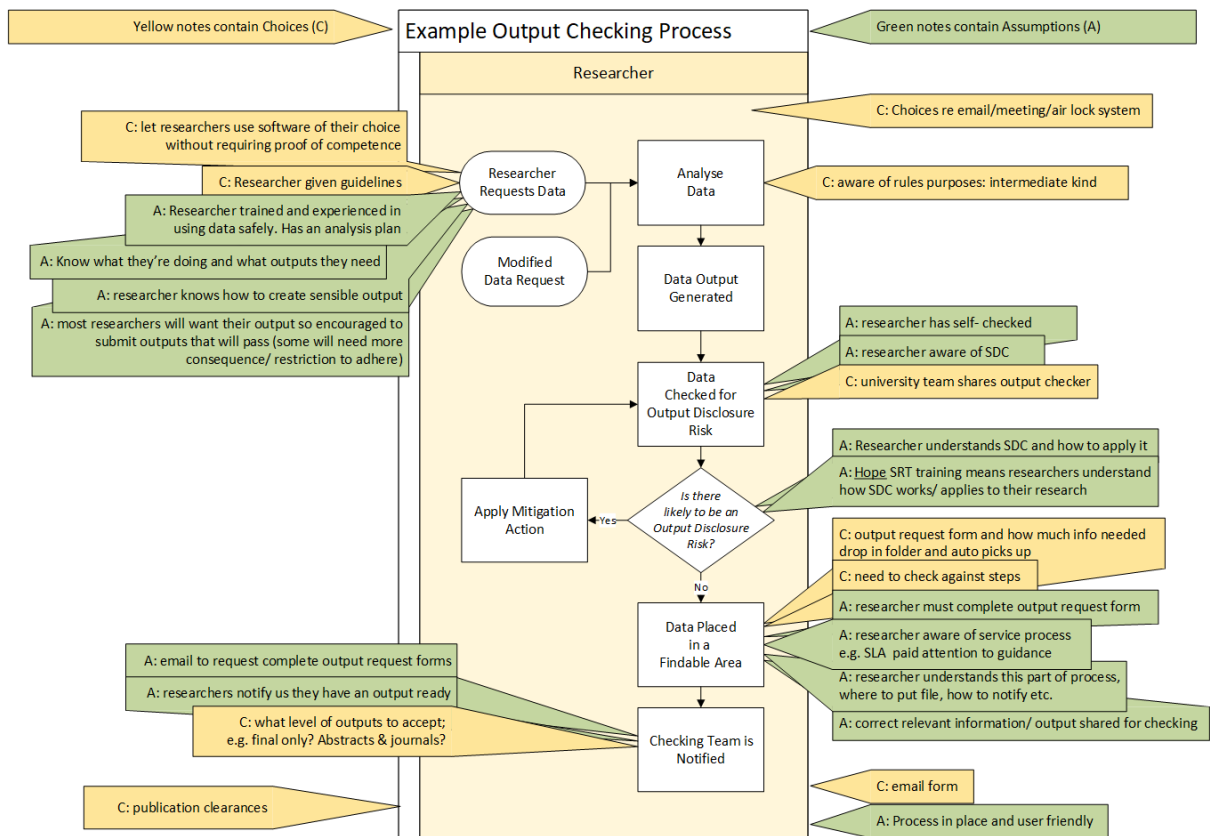 Yellow notes contain Choices (C)
Example Output Checking Process
Green notes contain Assumptions (A)
Researcher
C: Choices re email/meeting/air lock system
C: let researchers use software of their choice
without requiring proof of competence
C: Researcher given guidelines
A: Researcher trained and experienced in
using data safely. Has an analysis plan
A: Know what they're doing and what outputs they need
A: researcher knows how to create sensible output
A: most researchers will want their output so encouraged to
submit outputs that will pass (some will need more
consequence/ restriction to adhere)
Researcher
Requests Data
Modified
Data Request
Analyse
Data
C: aware of rules purposes: intermediate kind
Data Output
Generated
A: researcher has self- checked
A: researcher aware of SDC
C: university team shares output checker
Data
Checked for
Output Disclosure
Risk
A: Researcher understands SDC and how to apply it
A: Hope SRT training means researchers understand
how SDC works/ applies to their research
Apply Mitigation
Action
Yes
Is there
likely to be an
Output Disclosure
Risk?
No
C: output request form and how much info needed
drop in folder and auto picks up
C: need to check against steps
A: researcher must complete output request form
A: researcher aware of service process
e.g. SLA  paid attention to guidance
A: researcher understands this part of process,
where to put file, how to notify etc.
A: correct relevant information/ output shared for checking
Data Placed
in a
Findable Area
A: email to request complete output request forms
A: researchers notify us they have an output ready
C: what level of outputs to accept;
e.g. final only? Abstracts & journals?
Checking Team is
Notified
C: publication clearances
C: email form
A: Process in place and user friendly